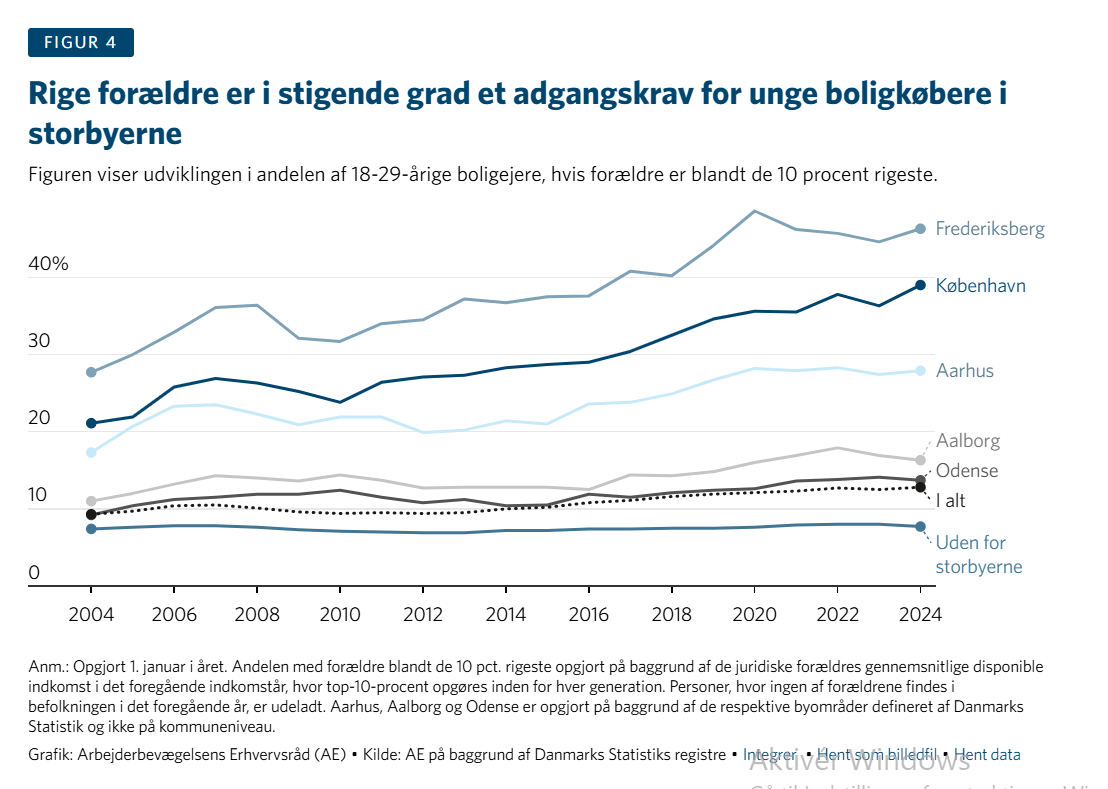 FIGUR 4
Rige forældre er i stigende grad et adgangskrav for unge boligkøbere i
storbyerne
Figuren viser udviklingen i andelen af 18-29-årige boligejere, hvis forældre er blandt de 10 procent rigeste.
Frederiksberg
40%
København
30
Aarhus
20
Aalborg
Odense
10
I alt
Uden for
storbyerne
0
2004 2006 2008 2010 2012 2014 2016 2018 2020 2022 2024
Anm.: Opgjort 1. januar i året. Andelen med forældre blandt de 10 pct. rigeste opgjort på baggrund af de juridiske forældres gennemsnitlige disponible
indkomst i det foregående indkomstår, hvor top-10-procent opgøres inden for hver generation. Personer, hvor ingen af forældrene findes i
befolkningen i det foregående år, er udeladt. Aarhus, Aalborg og Odense er opgjort på baggrund af de respektive byområder defineret af Danmarks
Statistik og ikke på kommuneniveau.
Grafik: Arbejderbevægelsens Erhvervsråd (AE) • Kilde: AE på baggrund af Danmarks Statistiks registre • Integrer • Hent som billedfil • Hent data
Aktiver Windows